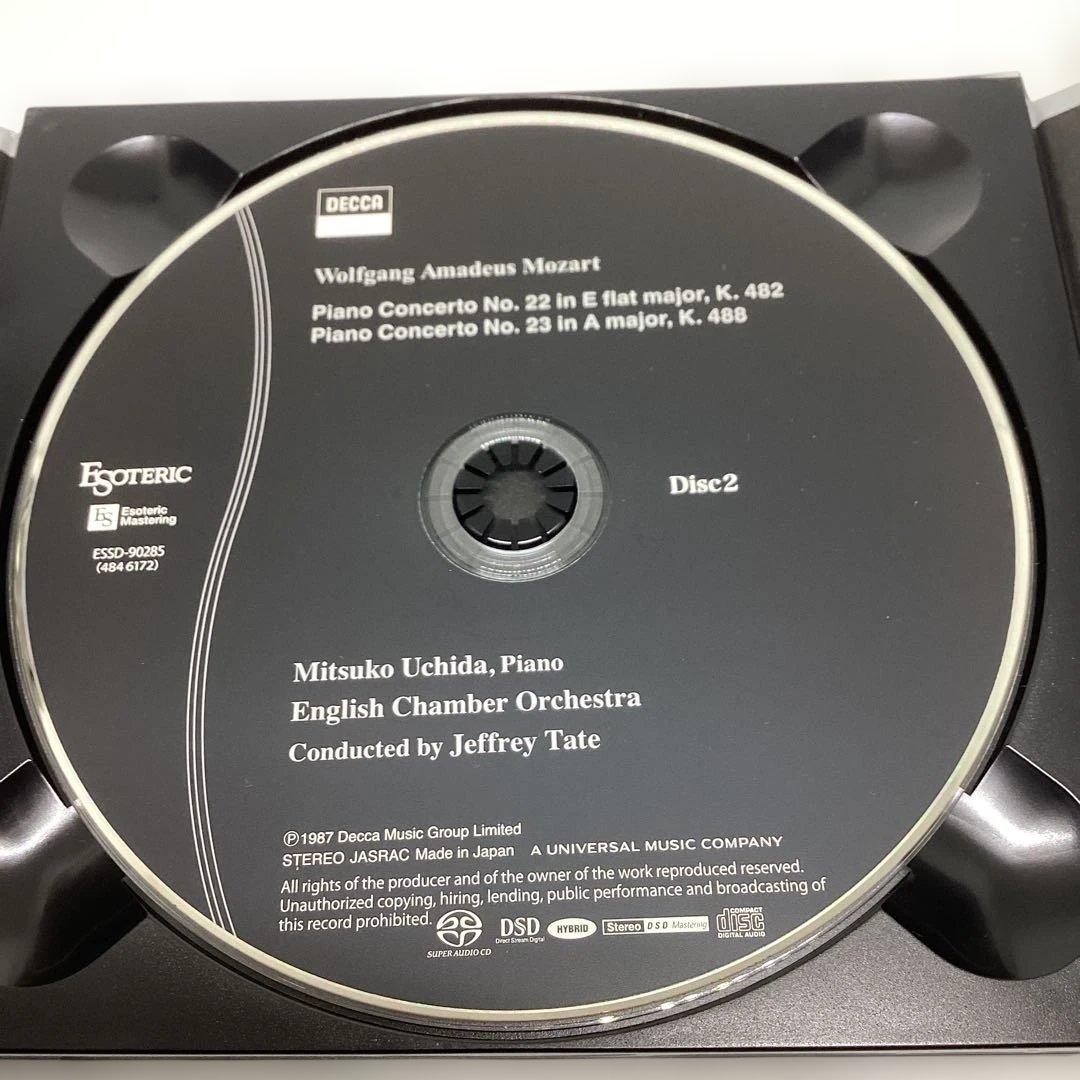 DECCA
Wolfgang Amadeus Mozart
Piano Concerto No. 22 in E flat major, K. 482
Piano Concerto No. 23 in A major, K. 488
ESOTERIC
ES Esoteric
Mastering
ESSD-90285
(484 6172)
Disc2
Mitsuko Uchida, Piano
English Chamber Orchestra
Conducted by Jeffrey Tate
℗1987 Decca Music Group Limited
STEREO JASRAC Made in Japan A UNIVERSAL MUSIC COMPANY
All rights of the producer and of the owner of the work reproduced reserved.
Unauthorized copying, hiring, lending, public performance and broadcasting of
this record prohibited.
SUPER AUDIO CD
DSD
Direct Stream Digital
HYBRID
Stereo DSD Mastering
COMPACT
disc
DIGITAL AUDIO